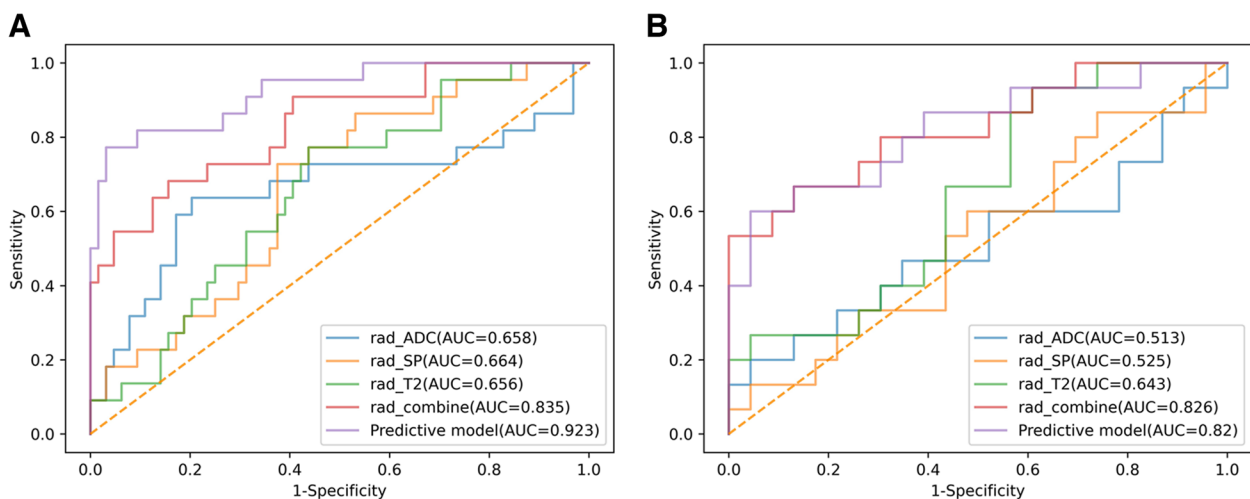 A
1.0
0.8
0.6
0.4
0.2
0.0
Sensitivity
rad_ADC(AUC=0.658)
rad_SP(AUC=0.664)
rad_T2(AUC=0.656)
rad_combine(AUC=0.835)
Predictive model(AUC=0.923)
0.0 0.2 0.4 0.6 0.8 1.0
1-Specificity
B
1.0
0.8
0.6
0.4
0.2
0.0
Sensitivity
rad_ADC(AUC=0.513)
rad_SP(AUC=0.525)
rad_T2(AUC=0.643)
rad_combine(AUC=0.826)
Predictive model(AUC=0.82)
0.0 0.2 0.4 0.6 0.8 1.0
1-Specificity